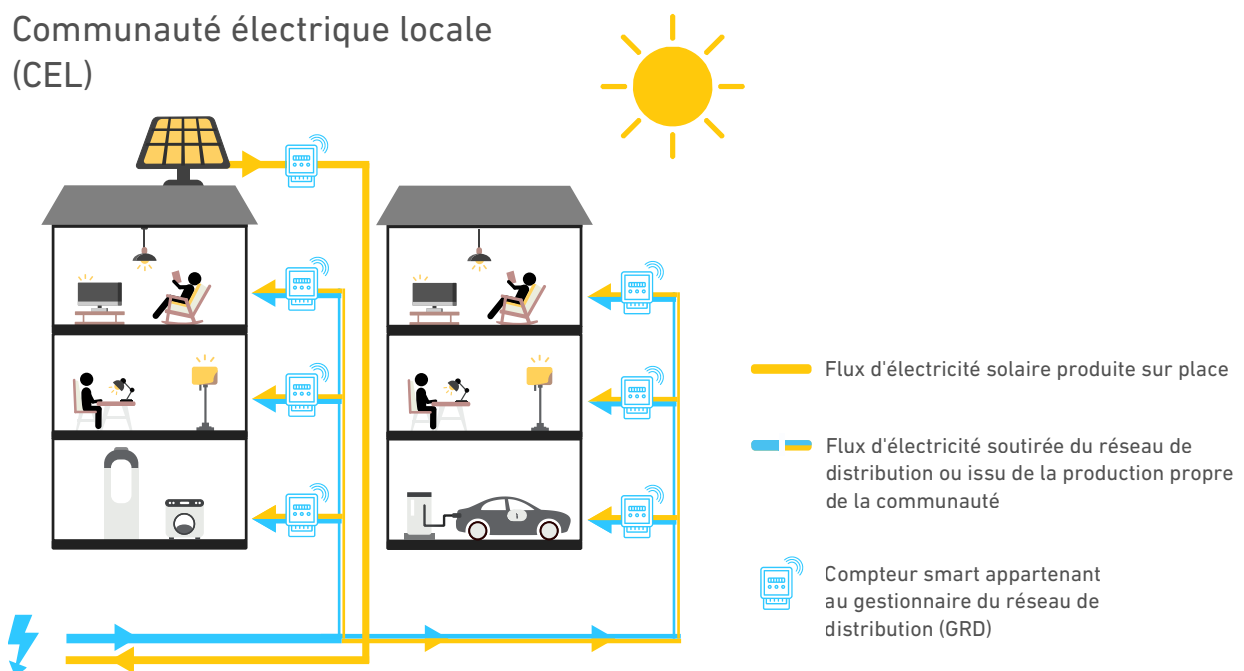 Communauté électrique locale
(CEL)
Flux d'électricité solaire produite sur place
Flux d'électricité soutirée du réseau de
distribution ou issu de la production propre
de la communauté
Compteur smart appartenant
au gestionnaire du réseau de
distribution (GRD)